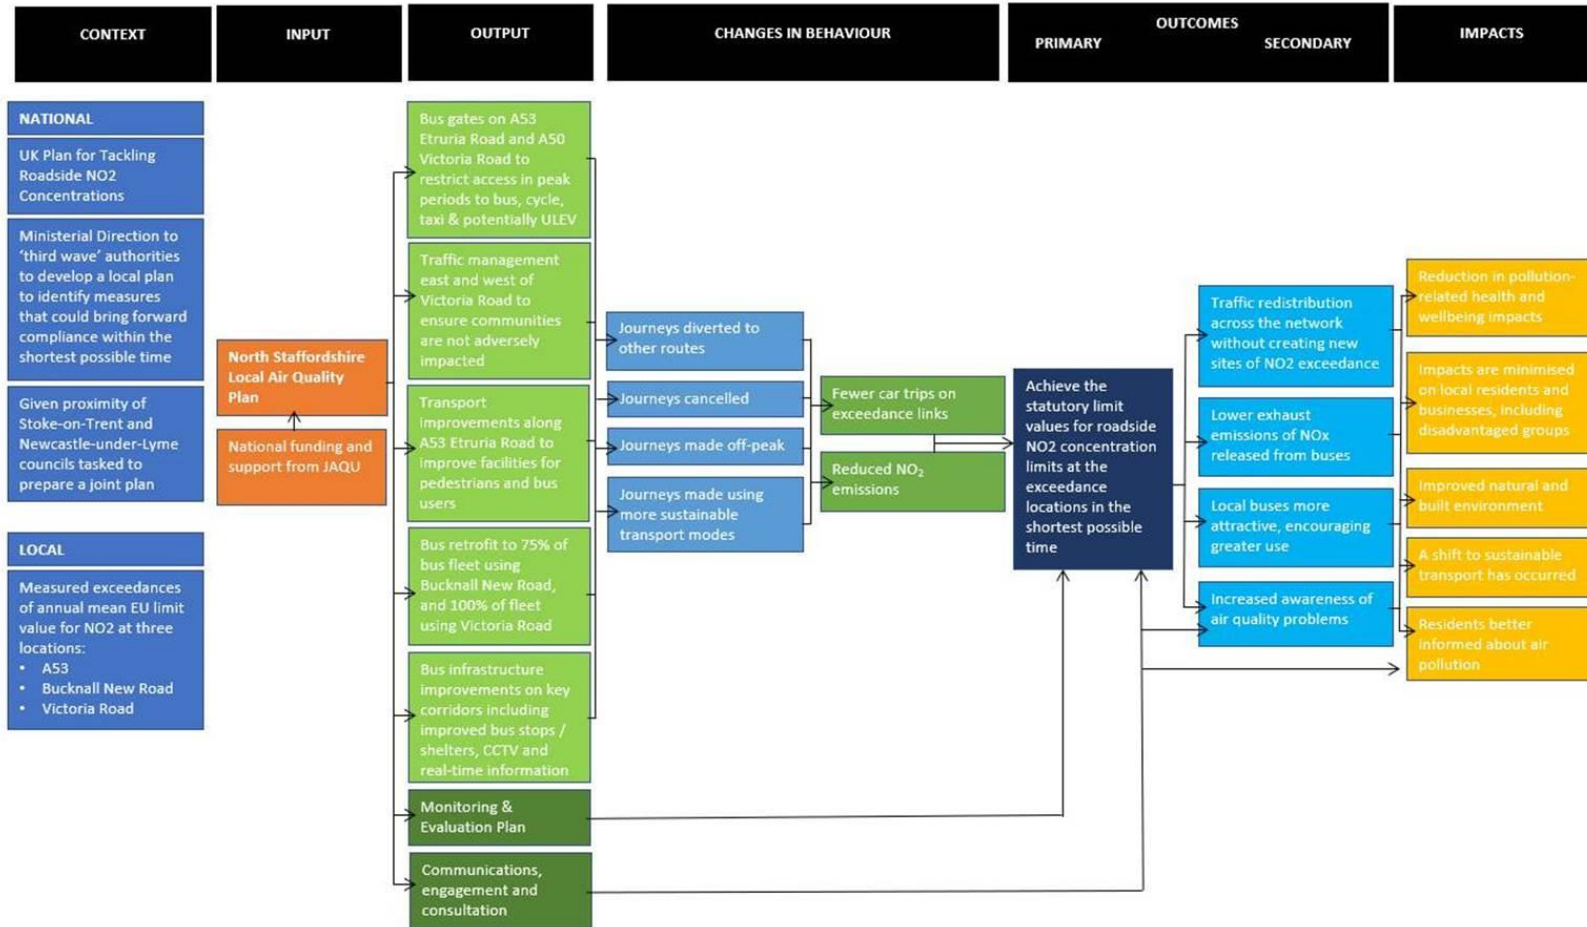 CONTEXT
INPUT
OUTPUT
CHANGES IN BEHAVIOUR
OUTCOMES
PRIMARY
SECONDARY
IMPACTS
NATIONAL
UK Plan for Tackling
Roadside NO2
Concentrations
Ministerial Direction to
‘third wave’ authorities
to develop a local plan
to identify measures
that could bring forward
compliance within the
shortest possible time
Given proximity of
Stoke-on-Trent and
Newcastle-under-Lyme
councils tasked to
prepare a joint plan
LOCAL
Measured exceedances
of annual mean EU limit
value for NO2 at three
locations:
• A53
• Bucknall New Road
• Victoria Road
North Staffordshire
Local Air Quality
Plan
National funding and
support from JAQU
Bus gates on A53
Etruria Road and A50
Victoria Road to
restrict access in peak
periods to bus, cycle,
taxi & potentially ULEV
Traffic management
east and west of
Victoria Road to
ensure communities
are not adversely
impacted
Transport
improvements along
A53 Etruria Road to
improve facilities for
pedestrians and bus
users
Bus retrofit to 75% of
bus fleet using
Bucknall New Road,
and 100% of fleet
using Victoria Road
Bus infrastructure
improvements on key
corridors including
improved bus stops /
shelters, CCTV and
real-time information
Monitoring &
Evaluation Plan
Communications,
engagement and
consultation
Journeys diverted to
other routes
Journeys cancelled
Journeys made off-peak
Journeys made using
more sustainable
transport modes
Fewer car trips on
exceedance links
Reduced NO₂
emissions
Achieve the
statutory limit
values for roadside
NO2 concentration
limits at the
exceedance
locations in the
shortest possible
time
Traffic redistribution
across the network
without creating new
sites of NO2 exceedance
Lower exhaust
emissions of NOx
released from buses
Local buses more
attractive, encouraging
greater use
Increased awareness of
air quality problems
Reduction in pollution-
related health and
wellbeing impacts
Impacts are minimised
on local residents and
businesses, including
disadvantaged groups
Improved natural and
built environment
A shift to sustainable
transport has occurred
Residents better
informed about air
pollution